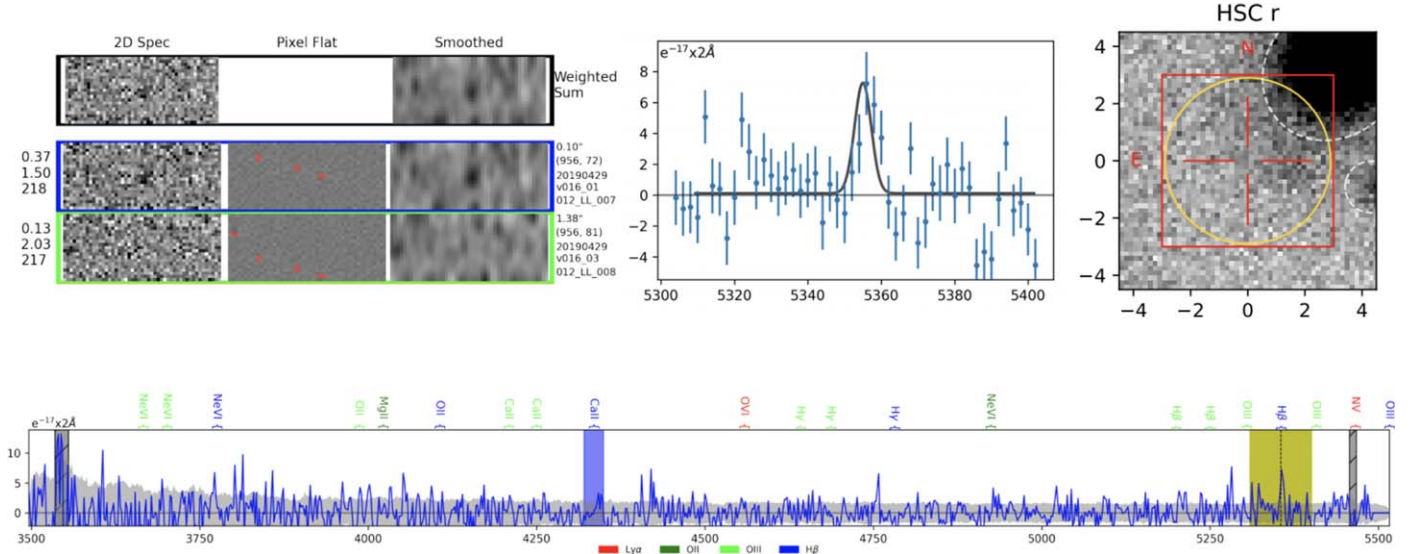 2D Spec
Pixel Flat
Smoothed
Weighted
Sum
0.37
1.50
218
0.10"
(956, 72)
20190429
v016_01
012_LL_007
0.13
2.03
217
1.38"
(956, 81)
20190429
v016_03
012_LL_008
e⁻¹⁷x2Å
8
6
4
2
0
−2
−4
5300
5320
5340
5360
5380
5400
HSC r
N
E
4
2
0
−2
−4
−4
−2
0
2
4
NeVI {
NeVI {
NeVI {
OII {
MgII {
OII {
CaII {
CaII {
CaII {
OVI {
Hγ {
Hγ {
Hγ {
NeVI {
Hβ {
Hβ {
OIII {
Hβ {
OIII {
NV {
OIII {
e⁻¹⁷x2Å
10
5
0
3500
3750
4000
4250
4500
4750
5000
5250
5500
Lyα
OII
OIII
Hβ